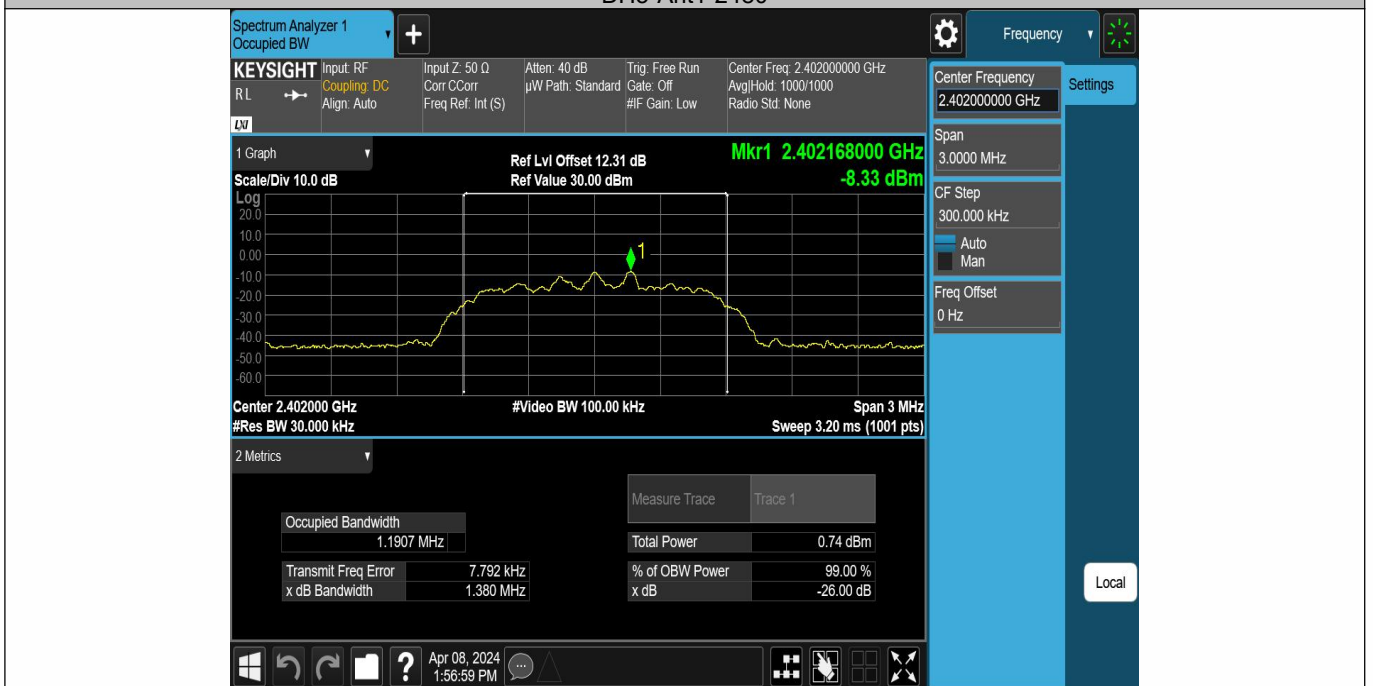 Spectrum Analyzer 1
Occupied BW
Frequency
KEYSIGHT
R L
LXI
Input: RF
Coupling: DC
Align: Auto
Input Z: 50 Ω
Corr CCorr
Freq Ref: Int (S)
Atten: 40 dB
µW Path: Standard
Trig: Free Run
Gate: Off
#IF Gain: Low
Center Freq: 2.402000000 GHz
Avg|Hold: 1000/1000
Radio Std: None
Center Frequency
2.402000000 GHz
Settings
Span
3.0000 MHz
CF Step
300.000 kHz
Auto
Man
Freq Offset
0 Hz
1 Graph
Scale/Div 10.0 dB
Ref Lvl Offset 12.31 dB
Ref Value 30.00 dBm
Mkr1 2.402168000 GHz
-8.33 dBm
Log
20.0
10.0
0.00
-10.0
-20.0
-30.0
-40.0
-50.0
-60.0
1
Center 2.402000 GHz
#Video BW 100.00 kHz
Span 3 MHz
#Res BW 30.000 kHz
Sweep 3.20 ms (1001 pts)
2 Metrics
Measure Trace
Trace 1
Occupied Bandwidth
1.1907 MHz
Total Power
0.74 dBm
Transmit Freq Error
7.792 kHz
% of OBW Power
99.00 %
x dB Bandwidth
1.380 MHz
x dB
-26.00 dB
Local
?
Apr 08, 2024
1:56:59 PM